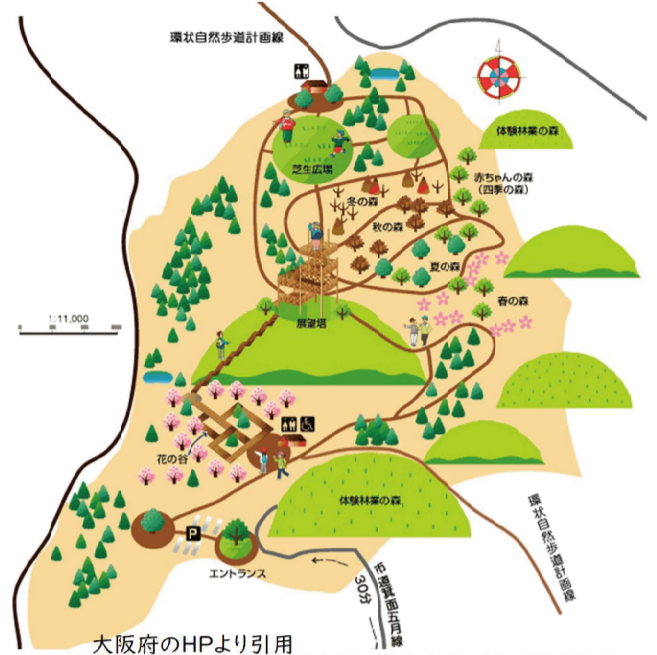 環状自然歩道計画線
体験林業の森
芝生広場
赤ちゃんの森
(四季の森)
冬の森
秋の森
夏の森
春の森
1:11,000
展望塔
花の谷
体験林業の森
環状自然歩道計画線
P
エントランス
30分
市道箕面五月線
大阪府のHPより引用